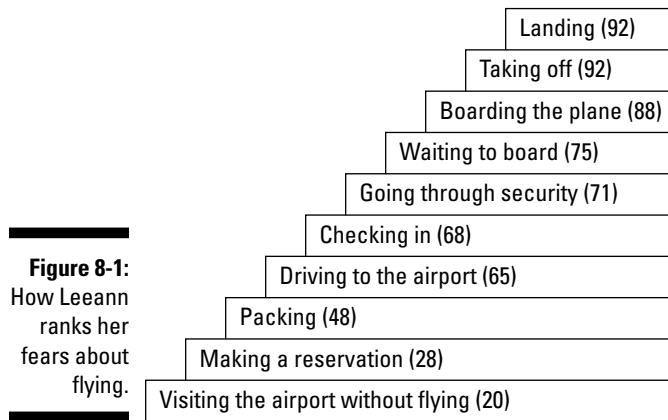 Landing (92)
Taking off (92)
Boarding the plane (88)
Waiting to board (75)
Going through security (71)
Checking in (68)
Driving to the airport (65)
Packing (48)
Making a reservation (28)
Visiting the airport without flying (20)
Figure 8-1:
How Leeann
ranks her
fears about
flying.